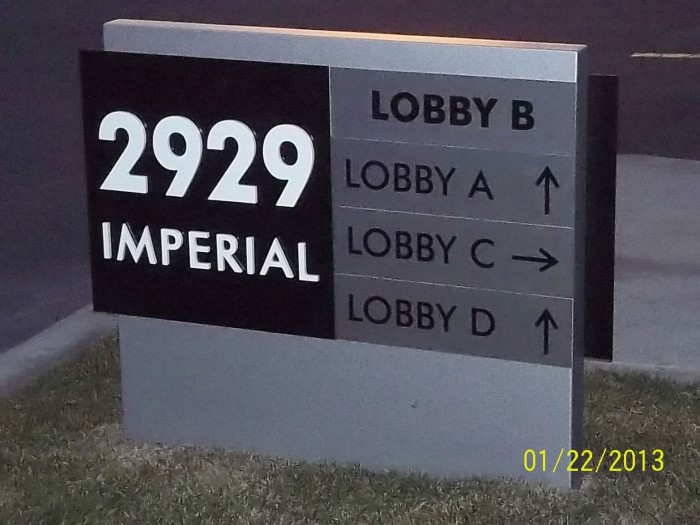 2929
IMPERIAL
LOBBY B
LOBBY A ↑
LOBBY C →
LOBBY D ↑
01/22/2013